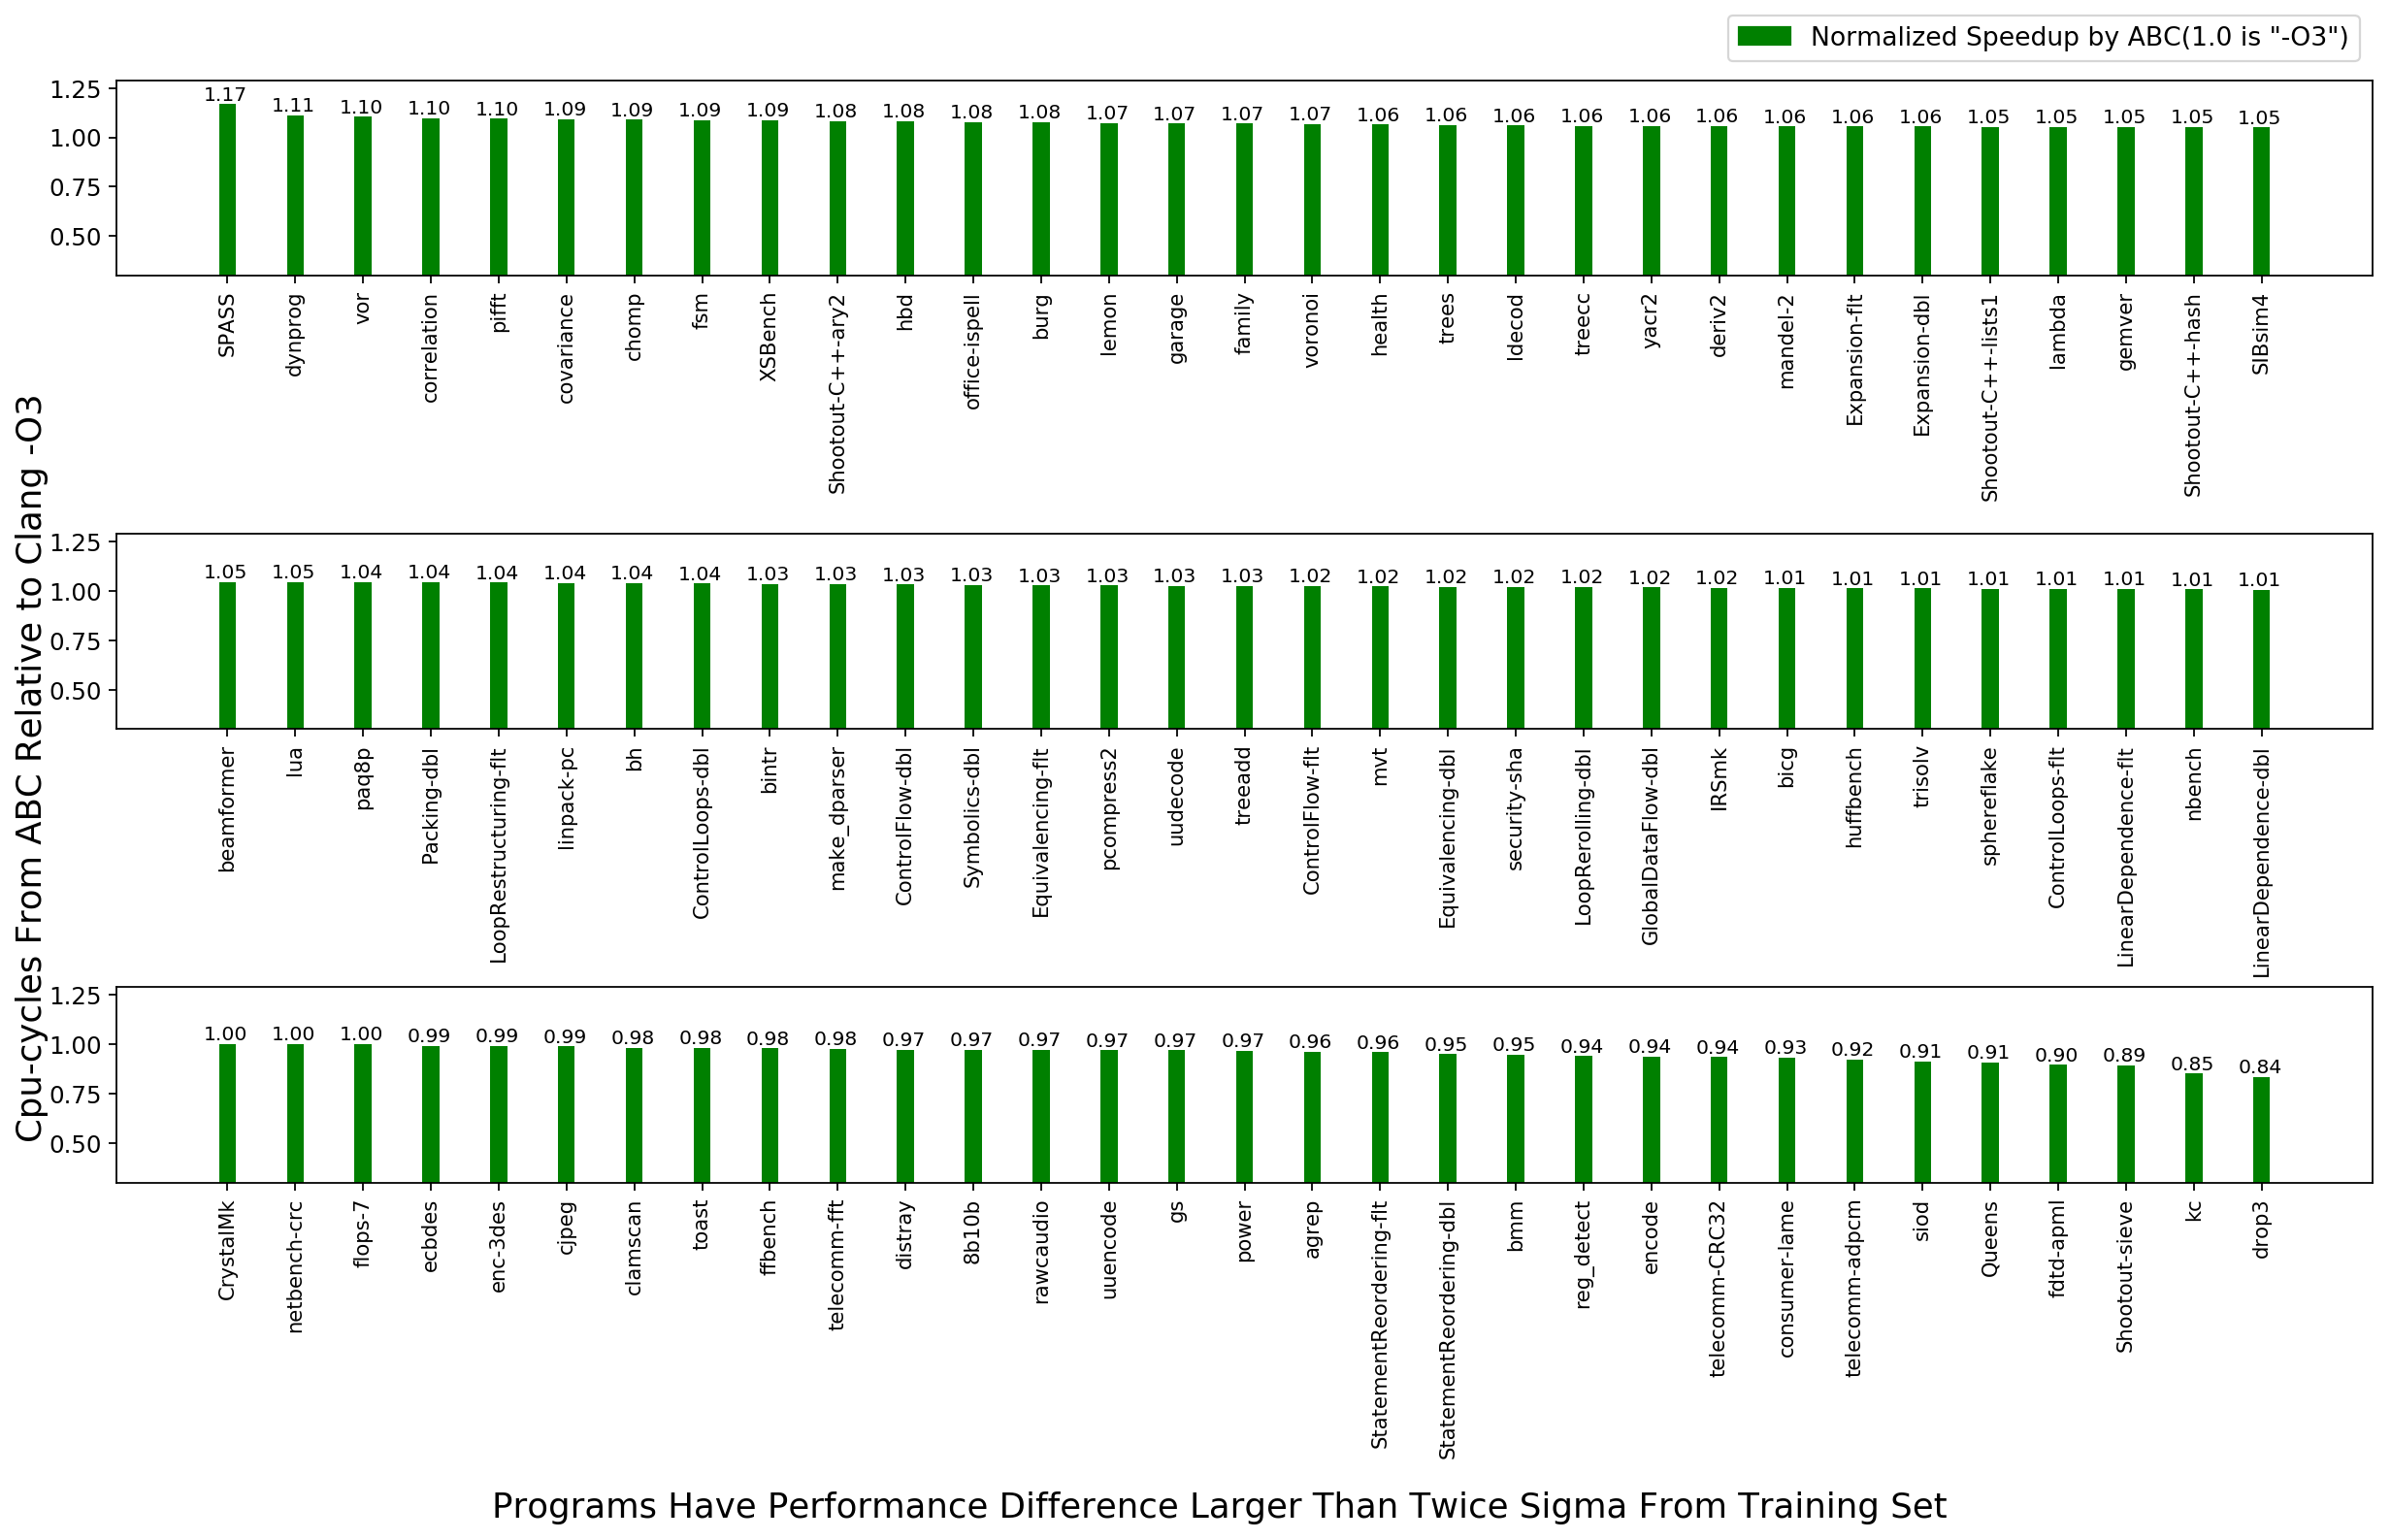 Normalized Speedup by ABC(1.0 is "-O3")
Cpu-cycles From ABC Relative to Clang -O3
1.25
1.00
0.75
0.50
1.17 1.11 1.10 1.10 1.10 1.09 1.09 1.09 1.09 1.08 1.08 1.08 1.08 1.07 1.07 1.07 1.07 1.06 1.06 1.06 1.06 1.06 1.06 1.06 1.06 1.06 1.05 1.05 1.05 1.05 1.05
SPASS
dynprog
vor
correlation
pifft
covariance
chomp
fsm
XSBench
Shootout-C++-ary2
hbd
office-ispell
burg
lemon
garage
family
voronoi
health
trees
ldecod
treecc
yacr2
deriv2
mandel-2
Expansion-flt
Expansion-dbl
Shootout-C++-lists1
lambda
gemver
Shootout-C++-hash
SIBsim4
1.25
1.00
0.75
0.50
1.05 1.05 1.04 1.04 1.04 1.04 1.04 1.04 1.03 1.03 1.03 1.03 1.03 1.03 1.03 1.03 1.02 1.02 1.02 1.02 1.02 1.02 1.02 1.01 1.01 1.01 1.01 1.01 1.01 1.01 1.01
beamformer
lua
paq8p
Packing-dbl
LoopRestructuring-flt
linpack-pc
bh
ControlLoops-dbl
bintr
make_dparser
ControlFlow-dbl
Symbolics-dbl
Equivalencing-flt
pcompress2
uudecode
treeadd
ControlFlow-flt
mvt
Equivalencing-dbl
security-sha
LoopRerolling-dbl
GlobalDataFlow-dbl
IRSmk
bicg
huffbench
trisolv
sphereflake
ControlLoops-flt
LinearDependence-flt
nbench
LinearDependence-dbl
1.25
1.00
0.75
0.50
1.00 1.00 1.00 0.99 0.99 0.99 0.98 0.98 0.98 0.98 0.97 0.97 0.97 0.97 0.97 0.97 0.96 0.96 0.95 0.95 0.94 0.94 0.94 0.93 0.92 0.91 0.91 0.90 0.89 0.85 0.84
CrystalMk
netbench-crc
flops-7
ecbdes
enc-3des
cjpeg
clamscan
toast
ffbench
telecomm-fft
distray
8b10b
rawcaudio
uuencode
gs
power
agrep
StatementReordering-flt
StatementReordering-dbl
bmm
reg_detect
encode
telecomm-CRC32
consumer-lame
telecomm-adpcm
siod
Queens
fdtd-apml
Shootout-sieve
kc
drop3
Programs Have Performance Difference Larger Than Twice Sigma From Training Set